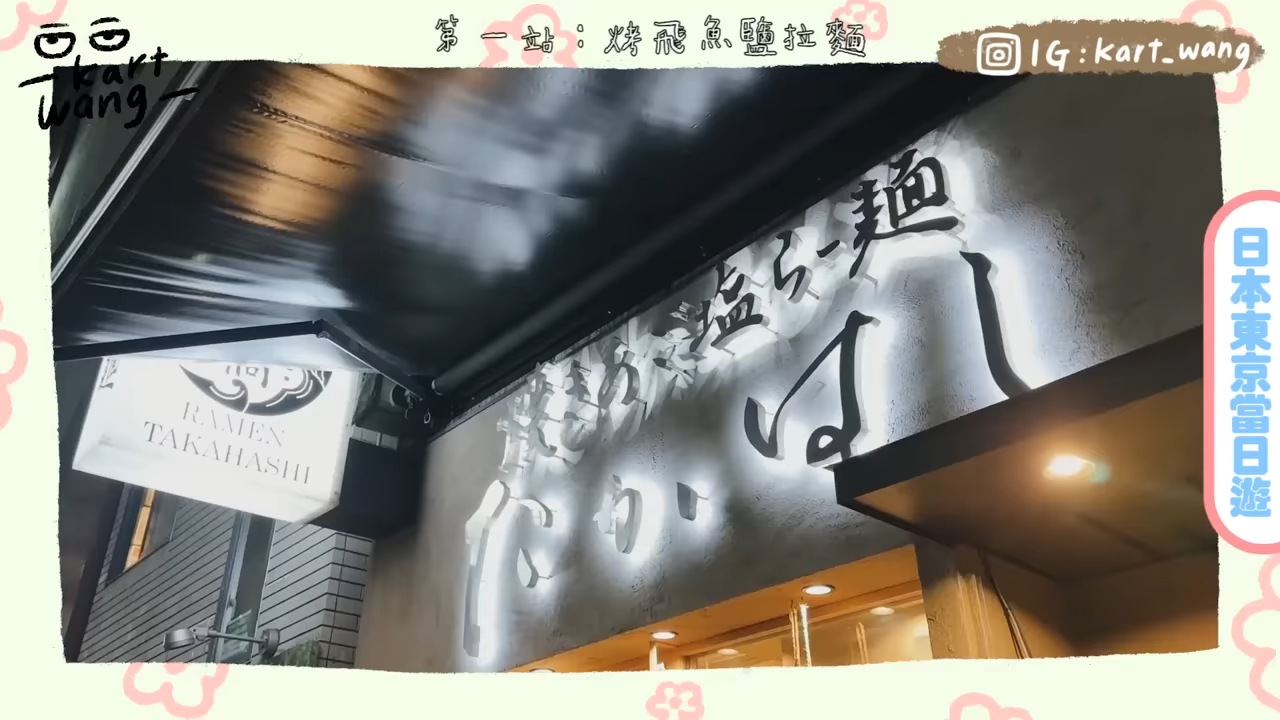 kart
wang
第一站：烤飛魚鹽拉麵
IG:kart_wang
焼きあご塩らー麺
たかはし
RAMEN
TAKAHASHI
日本東京當日遊